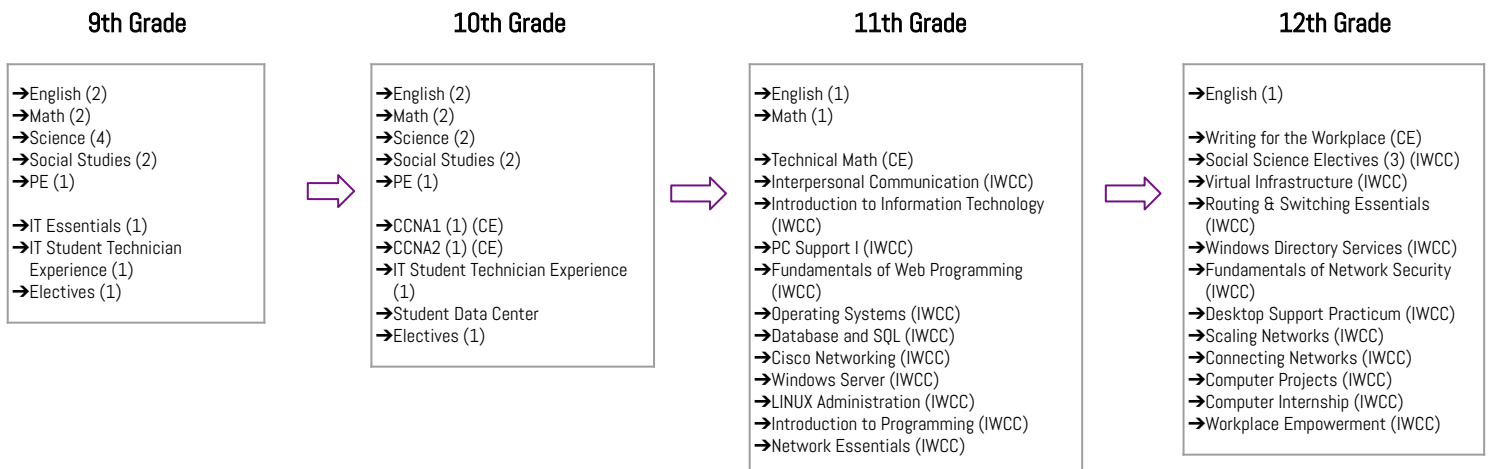 9th Grade
➔English (2)
➔Math (2)
➔Science (4)
➔Social Studies (2)
➔PE (1)
➔IT Essentials (1)
➔IT Student Technician
Experience (1)
➔Electives (1)
10th Grade
➔English (2)
➔Math (2)
➔Science (2)
➔Social Studies (2)
➔PE (1)
➔CCNA1 (1) (CE)
➔CCNA2 (1) (CE)
➔IT Student Technician Experience
(1)
➔Student Data Center
➔Electives (1)
11th Grade
➔English (1)
➔Math (1)
➔Technical Math (CE)
➔Interpersonal Communication (IWCC)
➔Introduction to Information Technology
(IWCC)
➔PC Support I (IWCC)
➔Fundamentals of Web Programming
(IWCC)
➔Operating Systems (IWCC)
➔Database and SQL (IWCC)
➔Cisco Networking (IWCC)
➔Windows Server (IWCC)
➔LINUX Administration (IWCC)
➔Introduction to Programming (IWCC)
➔Network Essentials (IWCC)
12th Grade
➔English (1)
➔Writing for the Workplace (CE)
➔Social Science Electives (3) (IWCC)
➔Virtual Infrastructure (IWCC)
➔Routing & Switching Essentials
(IWCC)
➔Windows Directory Services (IWCC)
➔Fundamentals of Network Security
(IWCC)
➔Desktop Support Practicum (IWCC)
➔Scaling Networks (IWCC)
➔Connecting Networks (IWCC)
➔Computer Projects (IWCC)
➔Computer Internship (IWCC)
➔Workplace Empowerment (IWCC)